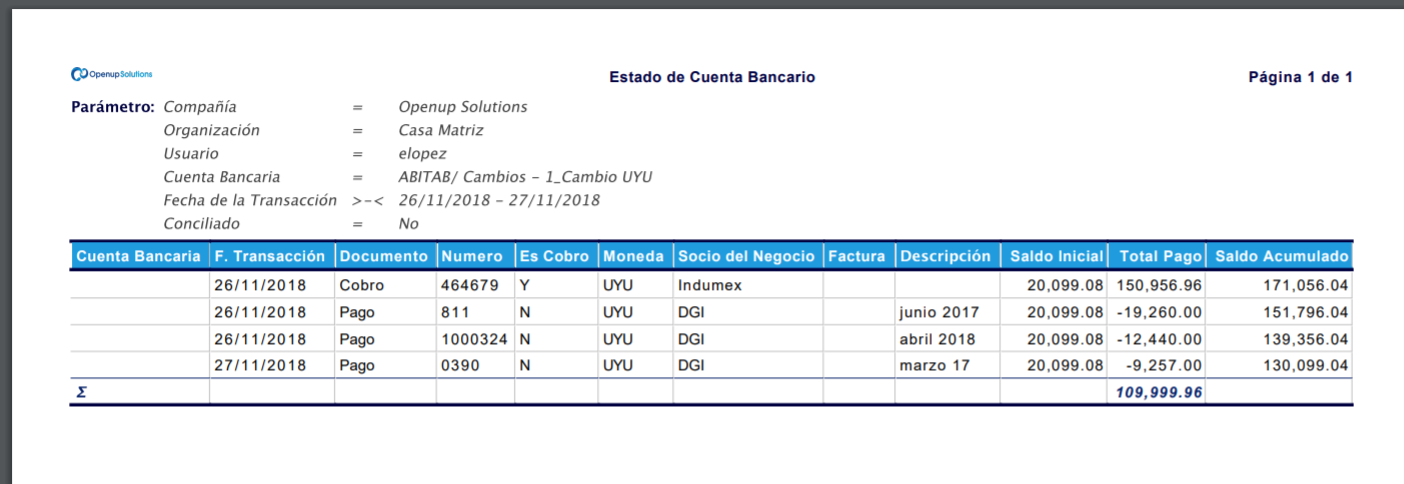 Openup Solutions Estado de Cuenta Bancario Página 1 de 1
Parámetro: Compañía = Openup Solutions
Organización = Casa Matriz
Usuario = elopez
Cuenta Bancaria = ABITAB/ Cambios - 1_Cambio UYU
Fecha de la Transacción >-< 26/11/2018 - 27/11/2018
Conciliado = No
Cuenta Bancaria F. Transacción Documento Numero Es Cobro Moneda Socio del Negocio Factura Descripción Saldo Inicial Total Pago Saldo Acumulado
26/11/2018 Cobro 464679 Y UYU Indumex 20,099.08 150,956.96 171,056.04
26/11/2018 Pago 811 N UYU DGI junio 2017 20,099.08 -19,260.00 151,796.04
26/11/2018 Pago 1000324 N UYU DGI abril 2018 20,099.08 -12,440.00 139,356.04
27/11/2018 Pago 0390 N UYU DGI marzo 17 20,099.08 -9,257.00 130,099.04
Σ 109,999.96